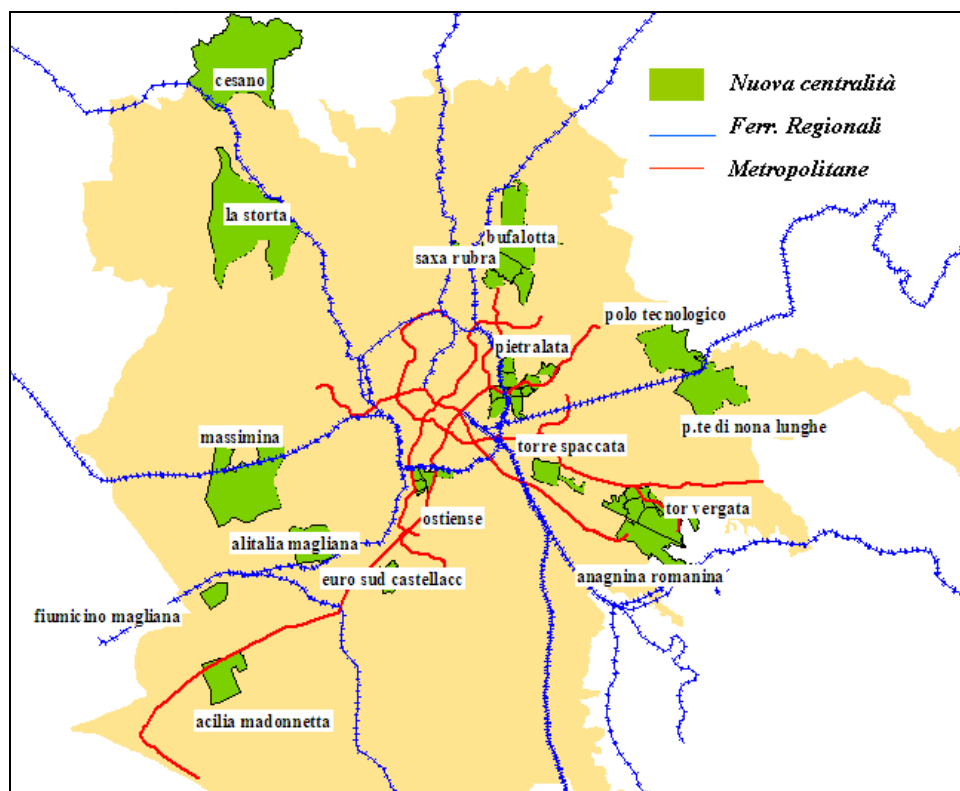 cesano
Nuova centralità
Ferr. Regionali
Metropolitane
la storta
bufalotta
saxa rubra
polo tecnologico
pietralata
p.te di nona lunghe
massimina
torre spaccata
tor vergata
ostiense
alitalia magliana
euro sud castellacc
anagnina romanina
fiumicino magliana
acilia madonnetta